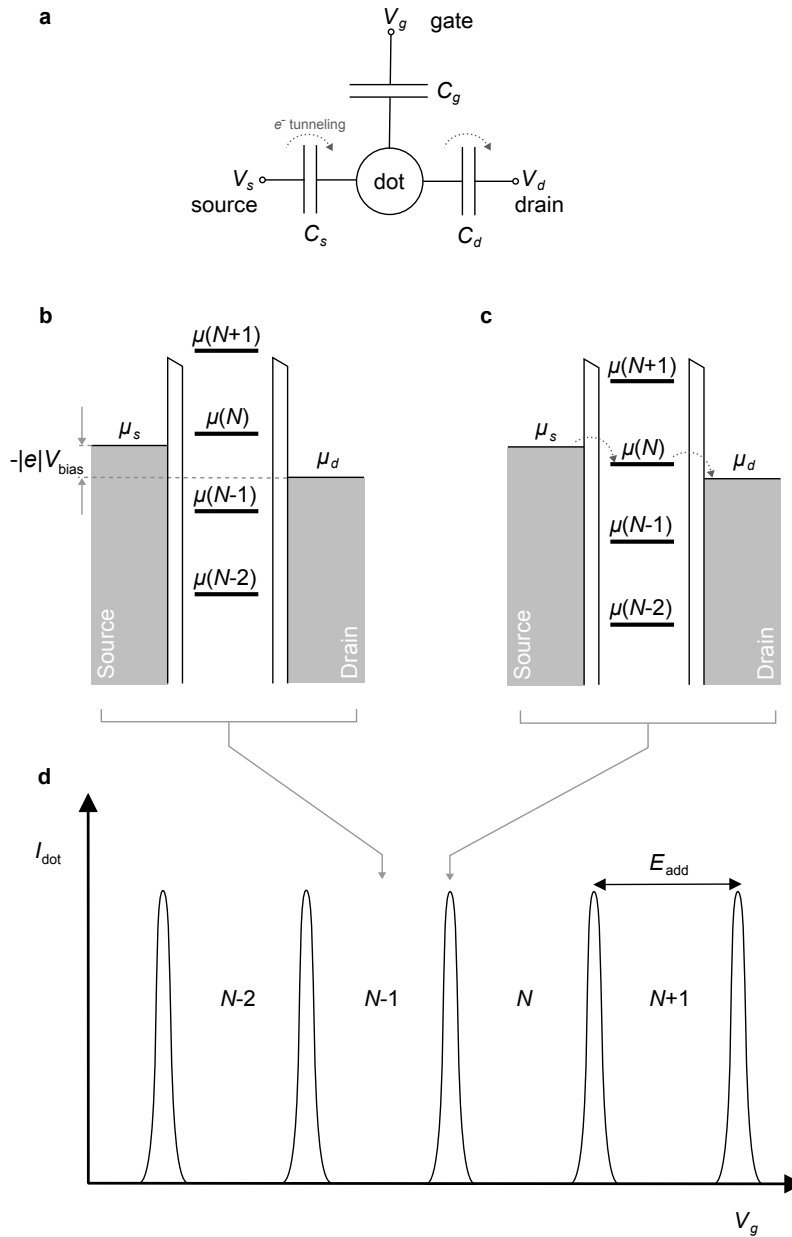 a
V_g gate
C_g
e⁻ tunneling
V_s
dot
V_d
source
drain
C_s
C_d
b
c
μ(N+1)
μ(N)
μ(N-1)
μ(N-2)
μ_s
μ_d
-|e|V_bias
Source
Drain
μ(N+1)
μ(N)
μ(N-1)
μ(N-2)
μ_s
μ_d
Source
Drain
d
I_dot
E_add
N-2
N-1
N
N+1
V_g